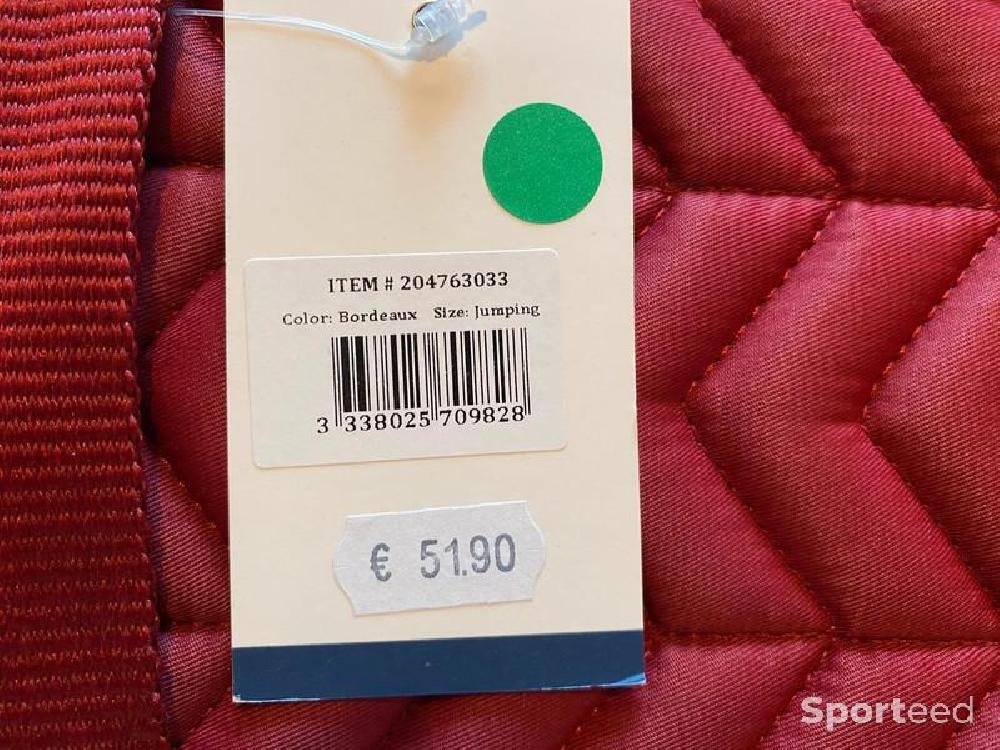 ITEM # 204763033
Color: Bordeaux Size: Jumping
3 338025 709828
€ 51.90
Sporteed